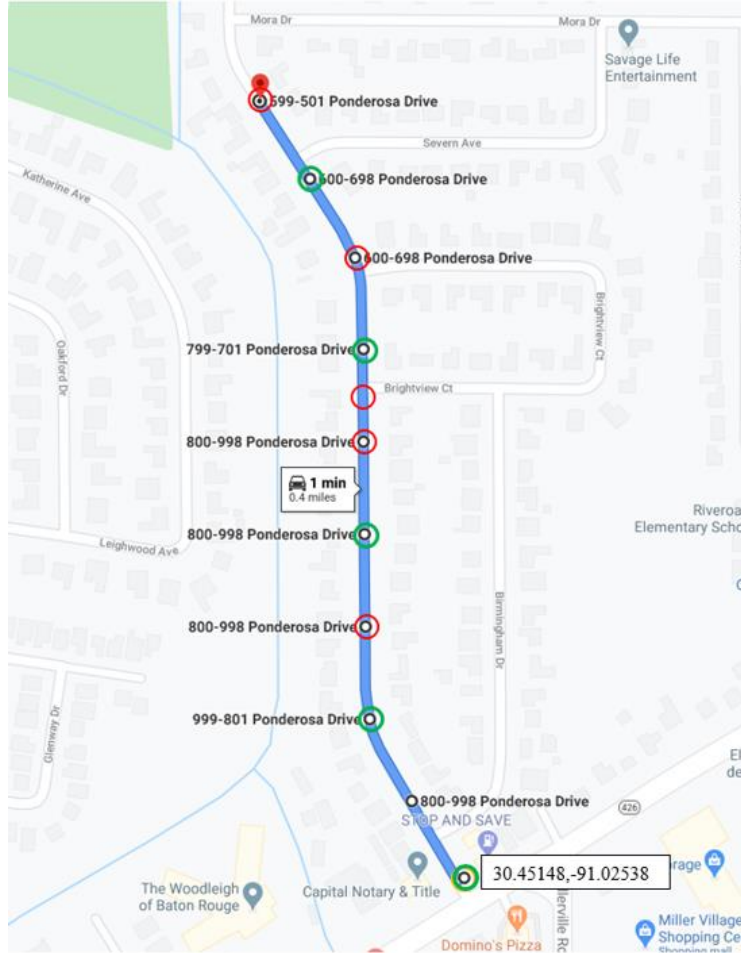 Mora Dr
Mora Dr
Savage Life
Entertainment
599-501 Ponderosa Drive
Severn Ave
600-698 Ponderosa Drive
Katherine Ave
600-698 Ponderosa Drive
Brightview Ct
799-701 Ponderosa Drive
Oakford Dr
Brightview Ct
800-998 Ponderosa Drive
1 min
0.4 miles
Elementary
800-998 Ponderosa Drive
Leighwood Ave
Birmingham Dr
800-998 Ponderosa Drive
Glenway Dr
999-801 Ponderosa Drive
800-998 Ponderosa Drive
426
STOP AND SAVE
30.45148,-91.02538
The Woodleigh
of Baton Rouge
Capital Notary & Title
Domino's Pizza
Miller Village
Shopping Ce
Shopping mall